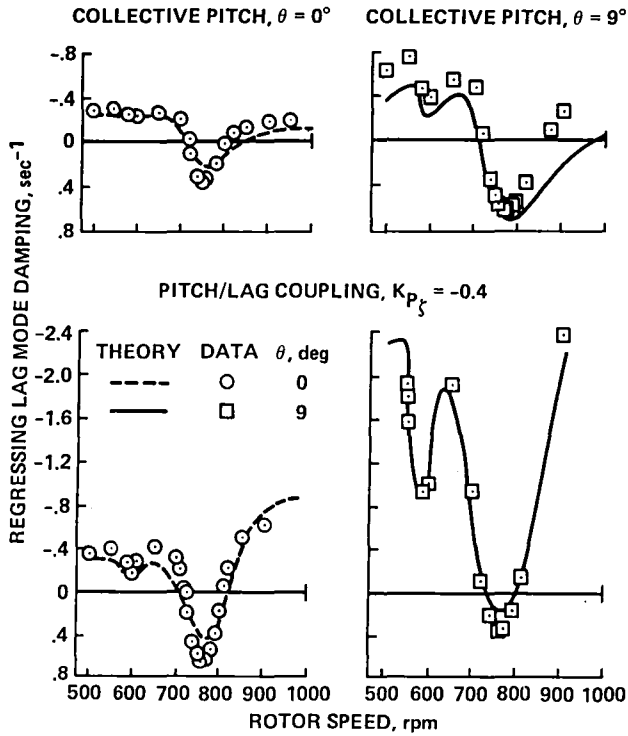 COLLECTIVE PITCH, θ = 0°
COLLECTIVE PITCH, θ = 9°
-.8
-.4
0
.4
.8
REGRESSING LAG MODE DAMPING, sec⁻¹
PITCH/LAG COUPLING, K_Pζ = -0.4
-2.4
-2.0
-1.6
-1.2
-.8
-.4
0
.4
.8
THEORY DATA θ, deg
0
9
500 600 700 800 900 1000
500 600 700 800 900 1000
ROTOR SPEED, rpm